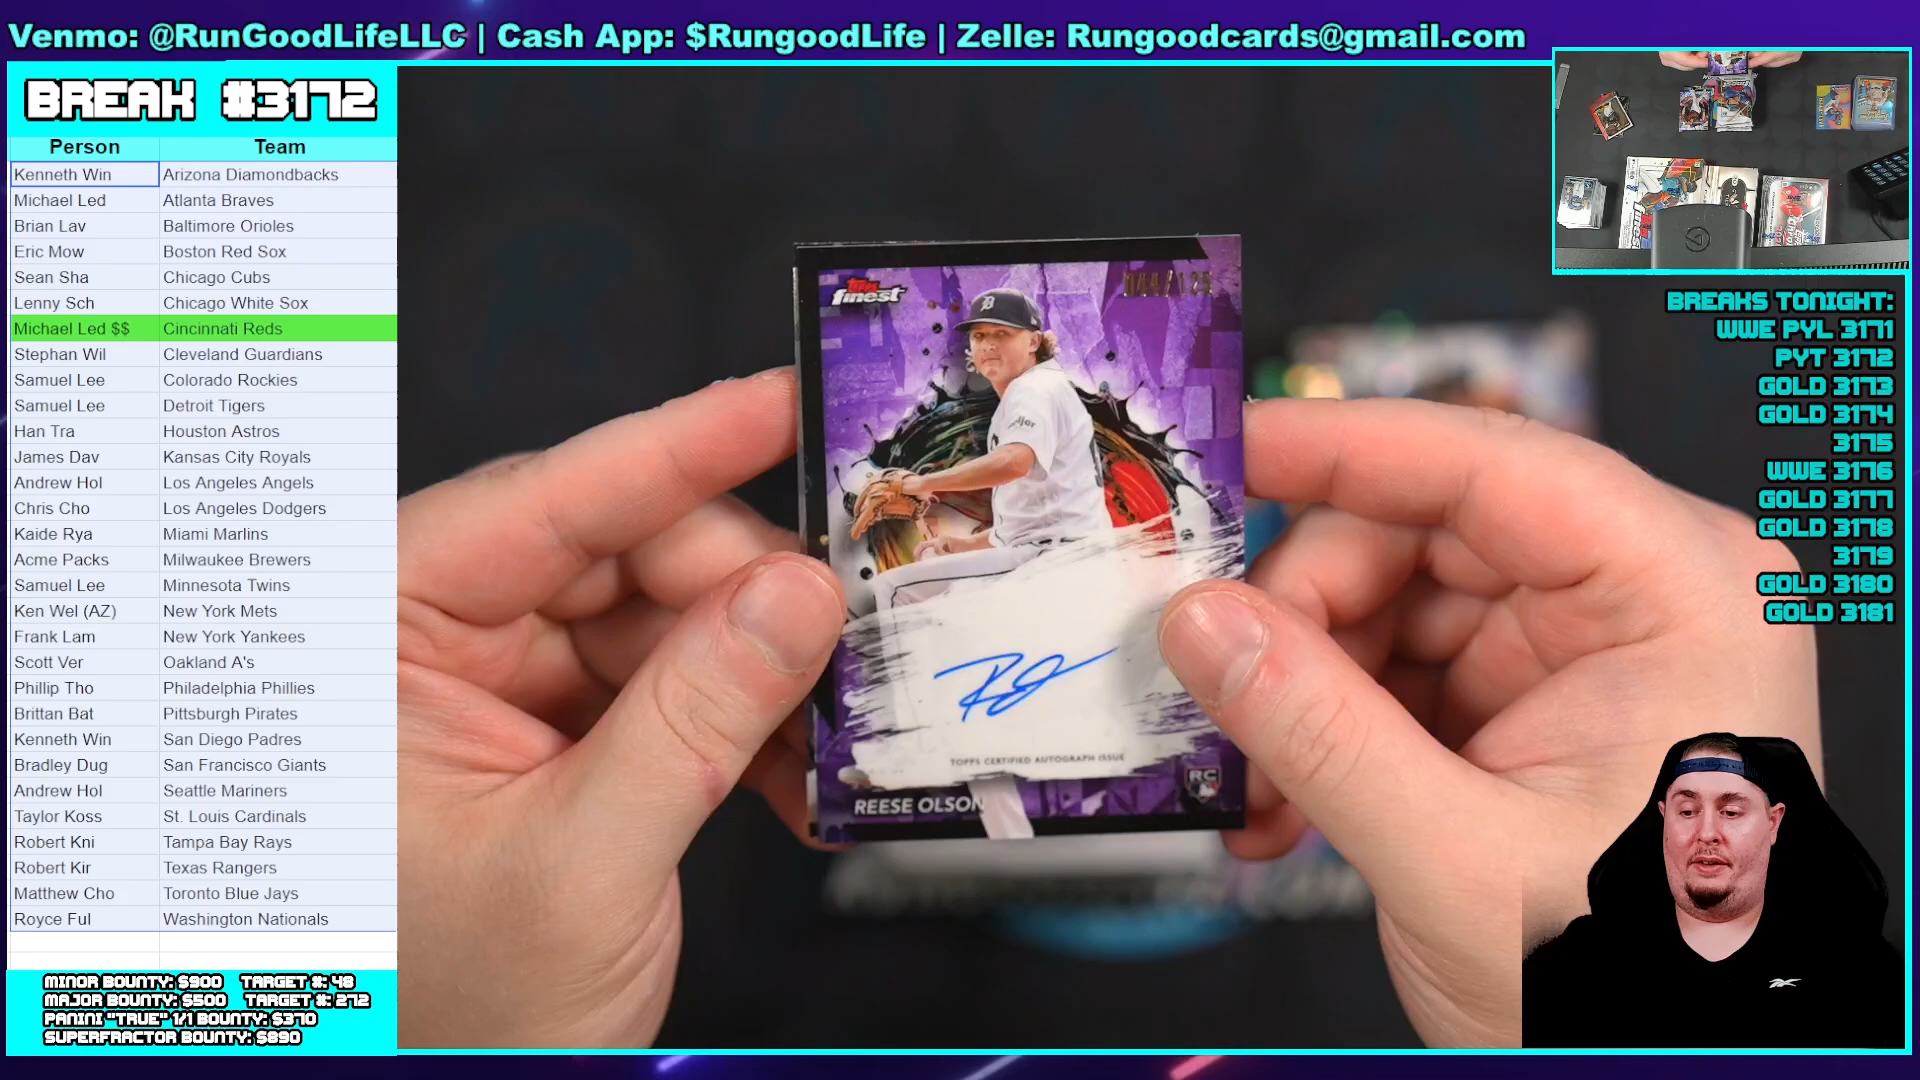 Venmo: @RunGoodLifeLLC | Cash App: $RungoodLife | Zelle: Rungoodcards@gmail.com
BREAK #3172
Person Team
Kenneth Win Arizona Diamondbacks
Michael Led Atlanta Braves
Brian Lav Baltimore Orioles
Eric Mow Boston Red Sox
Sean Sha Chicago Cubs
Lenny Sch Chicago White Sox
Michael Led $$ Cincinnati Reds
Stephan Wil Cleveland Guardians
Samuel Lee Colorado Rockies
Samuel Lee Detroit Tigers
Han Tra Houston Astros
James Dav Kansas City Royals
Andrew Hol Los Angeles Angels
Chris Cho Los Angeles Dodgers
Kaide Rya Miami Marlins
Acme Packs Milwaukee Brewers
Samuel Lee Minnesota Twins
Ken Wel (AZ) New York Mets
Frank Lam New York Yankees
Scott Ver Oakland A's
Phillip Tho Philadelphia Phillies
Brittan Bat Pittsburgh Pirates
Kenneth Win San Diego Padres
Bradley Dug San Francisco Giants
Andrew Hol Seattle Mariners
Taylor Koss St. Louis Cardinals
Robert Kni Tampa Bay Rays
Robert Kir Texas Rangers
Matthew Cho Toronto Blue Jays
Royce Ful Washington Nationals
MINOR BOUNTY: $900 TARGET #: 48
MAJOR BOUNTY: $500 TARGET #: 272
PANINI "TRUE" 1/1 BOUNTY: $370
SUPERFRACTOR BOUNTY: $890
Topps
finest
meijer
TOPPS CERTIFIED AUTOGRAPH ISSUE
RC
REESE OLSON
BREAKS TONIGHT:
WWE PYL 3171
PYT 3172
GOLD 3173
GOLD 3174
3175
WWE 3176
GOLD 3177
GOLD 3178
3179
GOLD 3180
GOLD 3181